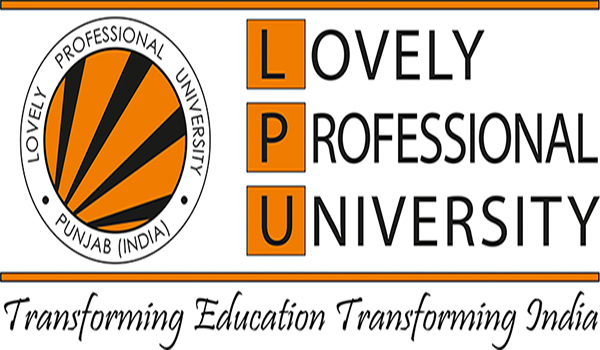 LOVELY PROFESSIONAL UNIVERSITY
• PUNJAB (INDIA) •
LOVELY
PROFESSIONAL
UNIVERSITY
Transforming Education Transforming India